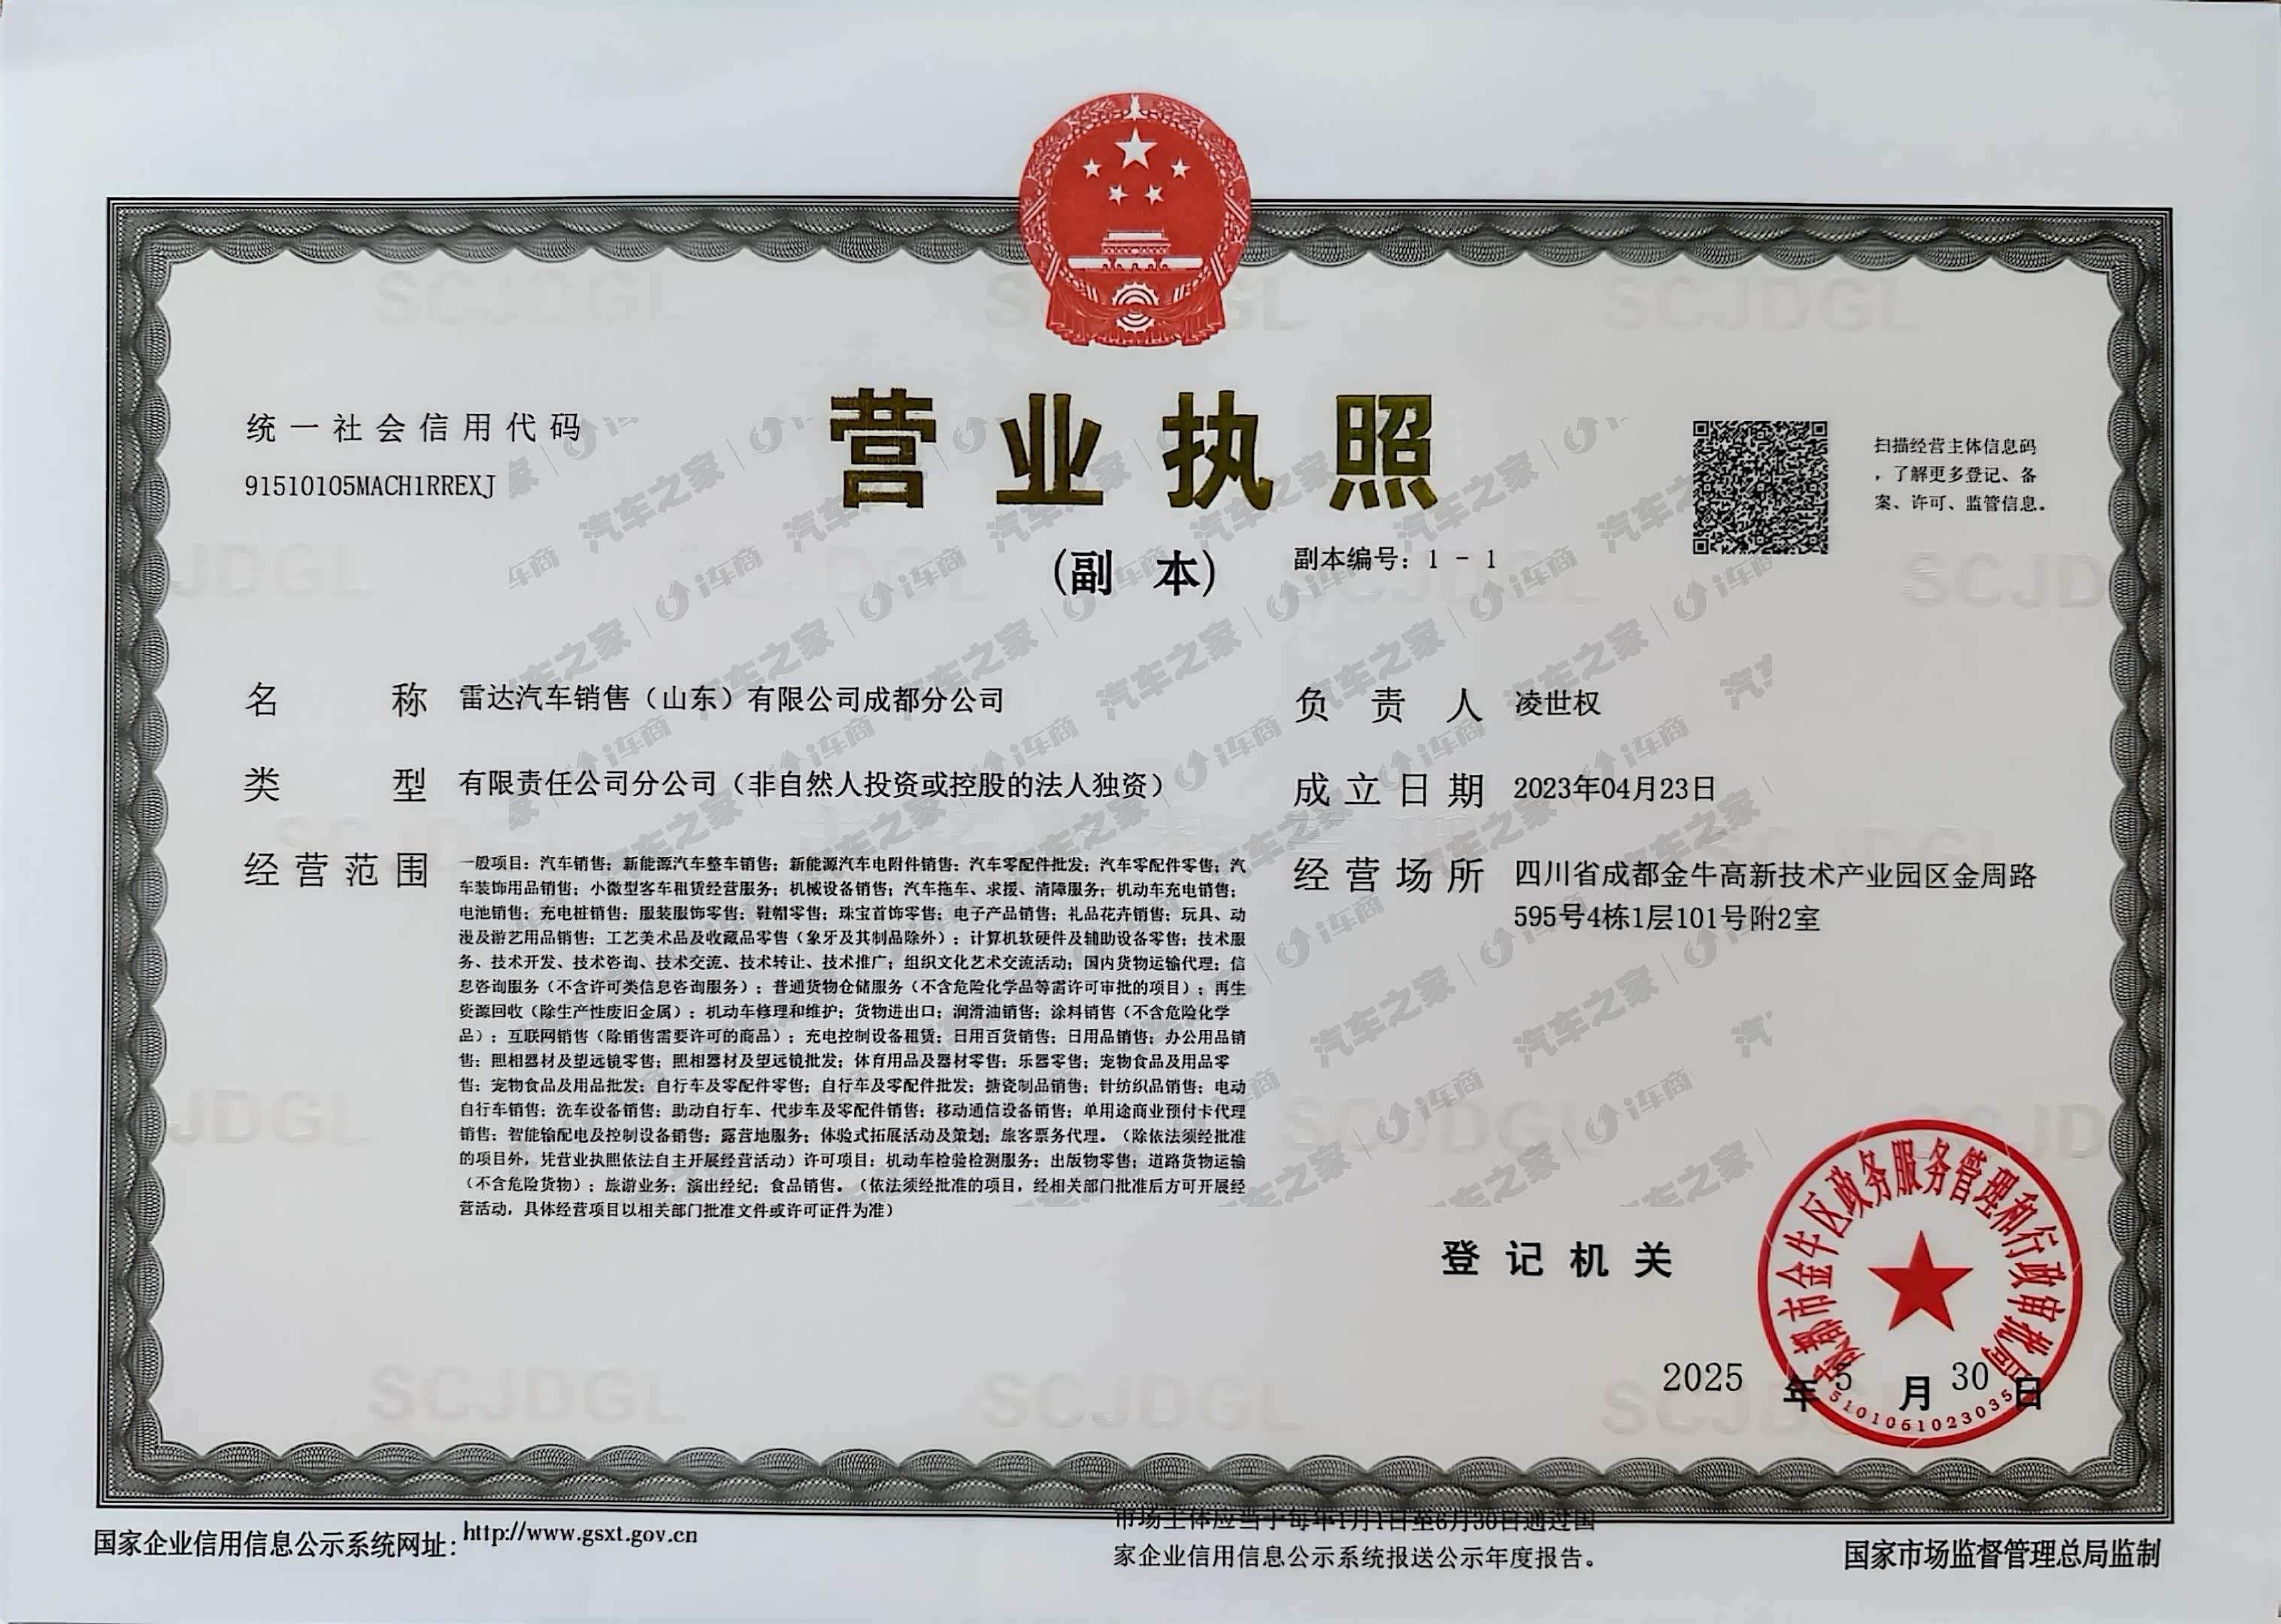 统一社会信用代码
91510105MACH1RREXJ
营业执照
(副 本)
副本编号: 1 - 1
扫描经营主体信息码
，了解更多登记、备
案、许可、监管信息。
名 称 雷达汽车销售（山东）有限公司成都分公司
类 型 有限责任公司分公司（非自然人投资或控股的法人独资）
经营范围 一般项目：汽车销售；新能源汽车整车销售；新能源汽车电附件销售；汽车零配件批发；汽车零配件零售；汽
车装饰用品销售；小微型客车租赁经营服务；机械设备销售；汽车拖车、求援、清障服务；机动车充电销售；
电池销售；充电桩销售；服装服饰零售；鞋帽零售；珠宝首饰零售；电子产品销售；礼品花卉销售；玩具、动
漫及游艺用品销售；工艺美术品及收藏品零售（象牙及其制品除外）；计算机软硬件及辅助设备零售；技术服
务、技术开发、技术咨询、技术交流、技术转让、技术推广；组织文化艺术交流活动；国内货物运输代理；信
息咨询服务（不含许可类信息咨询服务）；普通货物仓储服务（不含危险化学品等需许可审批的项目）；再生
资源回收（除生产性废旧金属）；机动车修理和维护；货物进出口；润滑油销售；涂料销售（不含危险化学
品）；互联网销售（除销售需要许可的商品）；充电控制设备租赁；日用百货销售；日用品销售；办公用品销
售；照相器材及望远镜零售；照相器材及望远镜批发；体育用品及器材零售；乐器零售；宠物食品及用品零
售；宠物食品及用品批发；自行车及零配件零售；自行车及零配件批发；搪瓷制品销售；针纺织品销售；电动
自行车销售；洗车设备销售；助动自行车、代步车及零配件销售；移动通信设备销售；单用途商业预付卡代理
销售；智能输配电及控制设备销售；露营地服务；体验式拓展活动及策划；旅客票务代理。（除依法须经批准
的项目外，凭营业执照依法自主开展经营活动）许可项目：机动车检验检测服务；出版物零售；道路货物运输
（不含危险货物）；旅游业务；演出经纪；食品销售。（依法须经批准的项目，经相关部门批准后方可开展经
营活动，具体经营项目以相关部门批准文件或许可证件为准）
负责人 凌世权
成立日期 2023年04月23日
经营场所 四川省成都金牛高新技术产业园区金周路
595号4栋1层101号附2室
登记机关
成都市金牛区政务服务管理和行政审批局
5101061023035
2025 年 5 月 30 日
国家企业信用信息公示系统网址：http://www.gsxt.gov.cn
市场主体应当于每年1月1日至6月30日通过国
家企业信用信息公示系统报送公示年度报告。
国家市场监督管理总局监制
SCJDGL
汽车之家 i车商